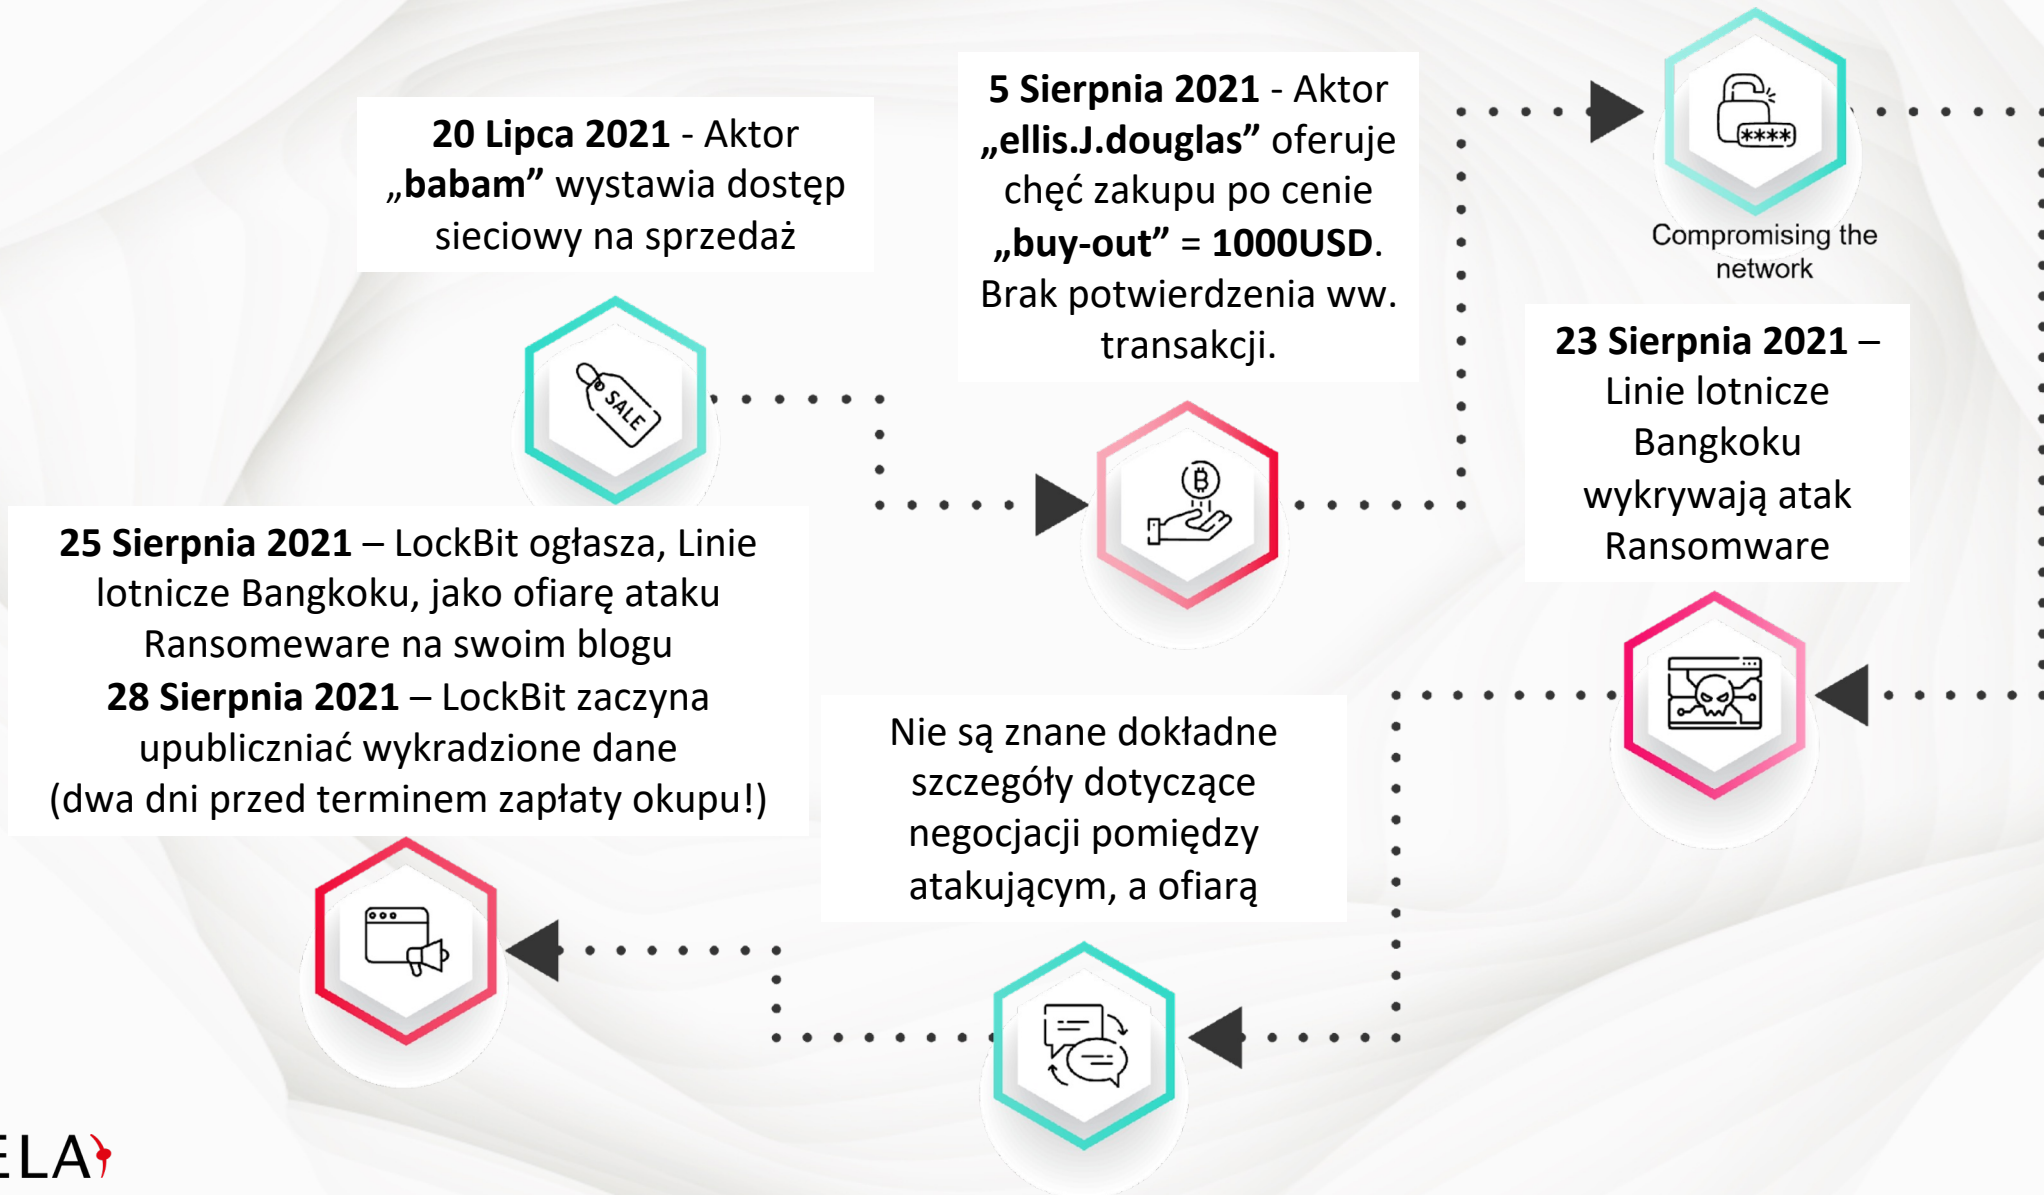 20 Lipca 2021 - Aktor
„babam” wystawia dostęp
sieciowy na sprzedaż
SALE
5 Sierpnia 2021 - Aktor
„ellis.J.douglas” oferuje
chęć zakupu po cenie
„buy-out” = 1000USD.
Brak potwierdzenia ww.
transakcji.
****
Compromising the
network
23 Sierpnia 2021 –
Linie lotnicze
Bangkoku
wykrywają atak
Ransomware
Nie są znane dokładne
szczegóły dotyczące
negocjacji pomiędzy
atakującym, a ofiarą
25 Sierpnia 2021 – LockBit ogłasza, Linie
lotnicze Bangkoku, jako ofiarę ataku
Ransomeware na swoim blogu
28 Sierpnia 2021 – LockBit zaczyna
upubliczniać wykradzione dane
(dwa dni przed terminem zapłaty okupu!)
ELA